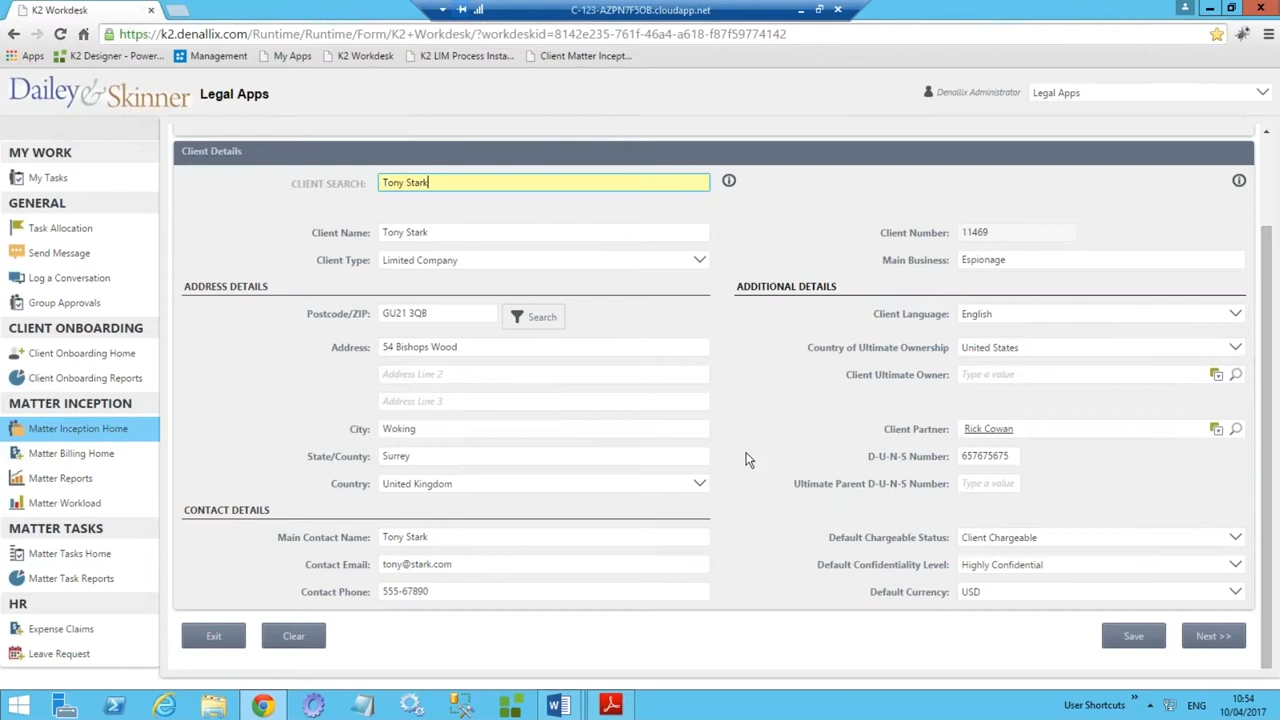 K2 Workdesk
C-123-AZPN7F5OB.cloudapp.net
https://k2.denallix.com/Runtime/Runtime/Form/K2+Workdesk/?workdeskid=8142e235-761f-46a4-a618-f87f59774142
Apps K2 Designer - Power... Management My Apps K2 Workdesk K2 LIM Process Insta... Client Matter Incept...
Dailey & Skinner Legal Apps Denallix Administrator Legal Apps
MY WORK
My Tasks
GENERAL
Task Allocation
Send Message
Log a Conversation
Group Approvals
CLIENT ONBOARDING
Client Onboarding Home
Client Onboarding Reports
MATTER INCEPTION
Matter Inception Home
Matter Billing Home
Matter Reports
Matter Workload
MATTER TASKS
Matter Tasks Home
Matter Task Reports
HR
Expense Claims
Leave Request
Client Details
CLIENT SEARCH: Tony Stark
Client Name: Tony Stark
Client Type: Limited Company
Client Number: 11469
Main Business: Espionage
ADDRESS DETAILS
Postcode/ZIP: GU21 3QB Search
Address: 54 Bishops Wood
Address Line 2
Address Line 3
City: Woking
State/County: Surrey
Country: United Kingdom
CONTACT DETAILS
Main Contact Name: Tony Stark
Contact Email: tony@stark.com
Contact Phone: 555-67890
ADDITIONAL DETAILS
Client Language: English
Country of Ultimate Ownership United States
Client Ultimate Owner: Type a value
Client Partner: Rick Cowan
D-U-N-S Number: 657675675
Ultimate Parent D-U-N-S Number: Type a value
Default Chargeable Status: Client Chargeable
Default Confidentiality Level: Highly Confidential
Default Currency: USD
Exit Clear Save Next >>
User Shortcuts ENG 10:54
10/04/2017